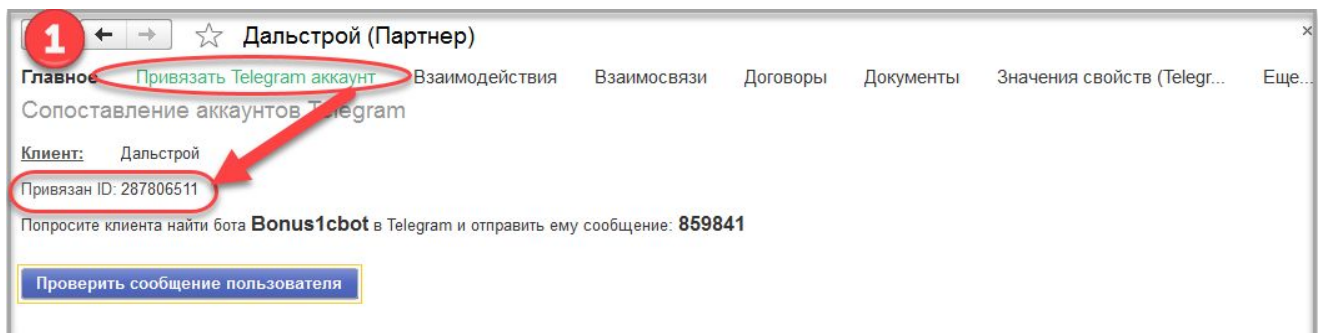 1
Дальстрой (Партнер)
Главное Привязать Telegram аккаунт Взаимодействия Взаимосвязи Договоры Документы Значения свойств (Telegr... Еще...
Сопоставление аккаунтов Telegram
Клиент: Дальстрой
Привязан ID: 287806511
Попросите клиента найти бота Bonus1cbot в Telegram и отправить ему сообщение: 859841
Проверить сообщение пользователя